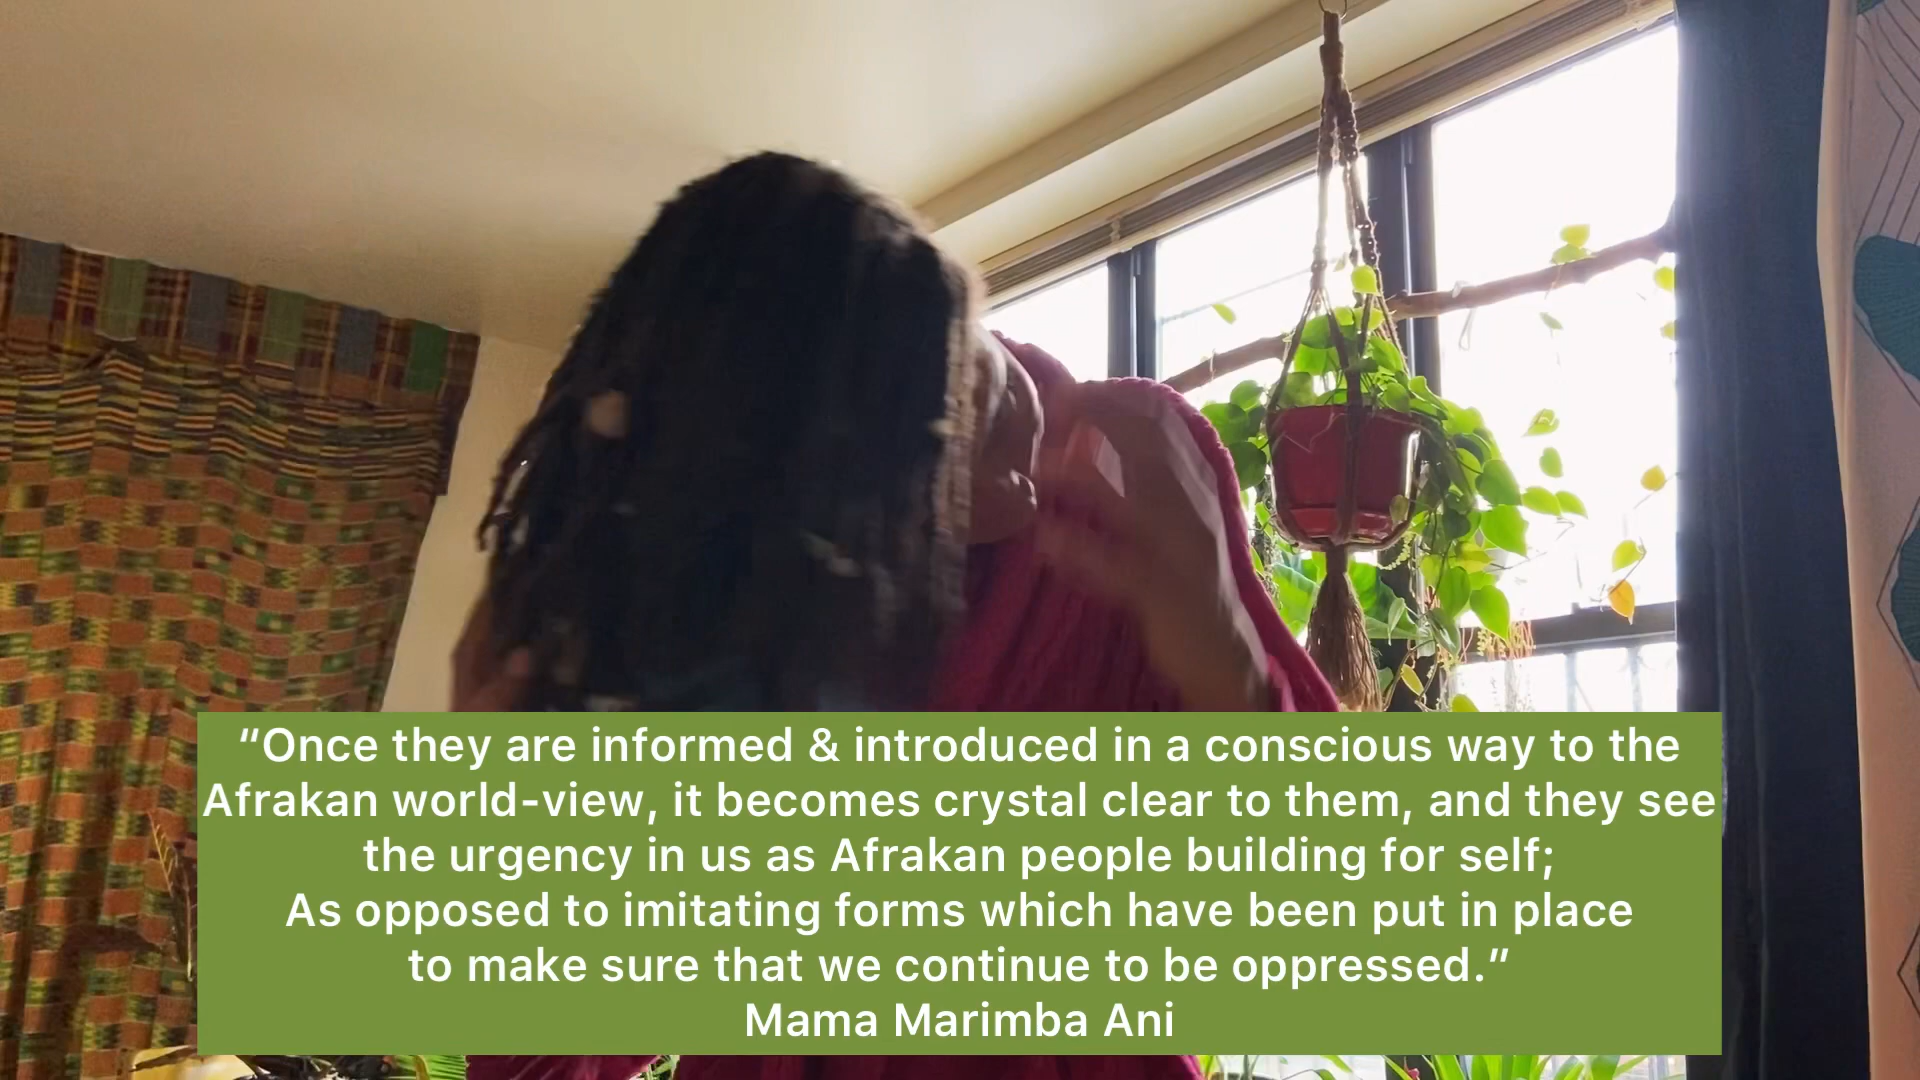 “Once they are informed & introduced in a conscious way to the
Afrakan world-view, it becomes crystal clear to them, and they see
the urgency in us as Afrakan people building for self;
As opposed to imitating forms which have been put in place
to make sure that we continue to be oppressed.”
Mama Marimba Ani